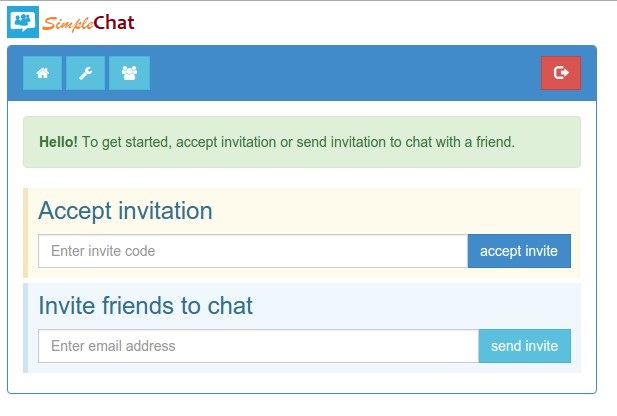 SimpleChat
Hello! To get started, accept invitation or send invitation to chat with a friend.
Accept invitation
Enter invite code
accept invite
Invite friends to chat
Enter email address
send invite